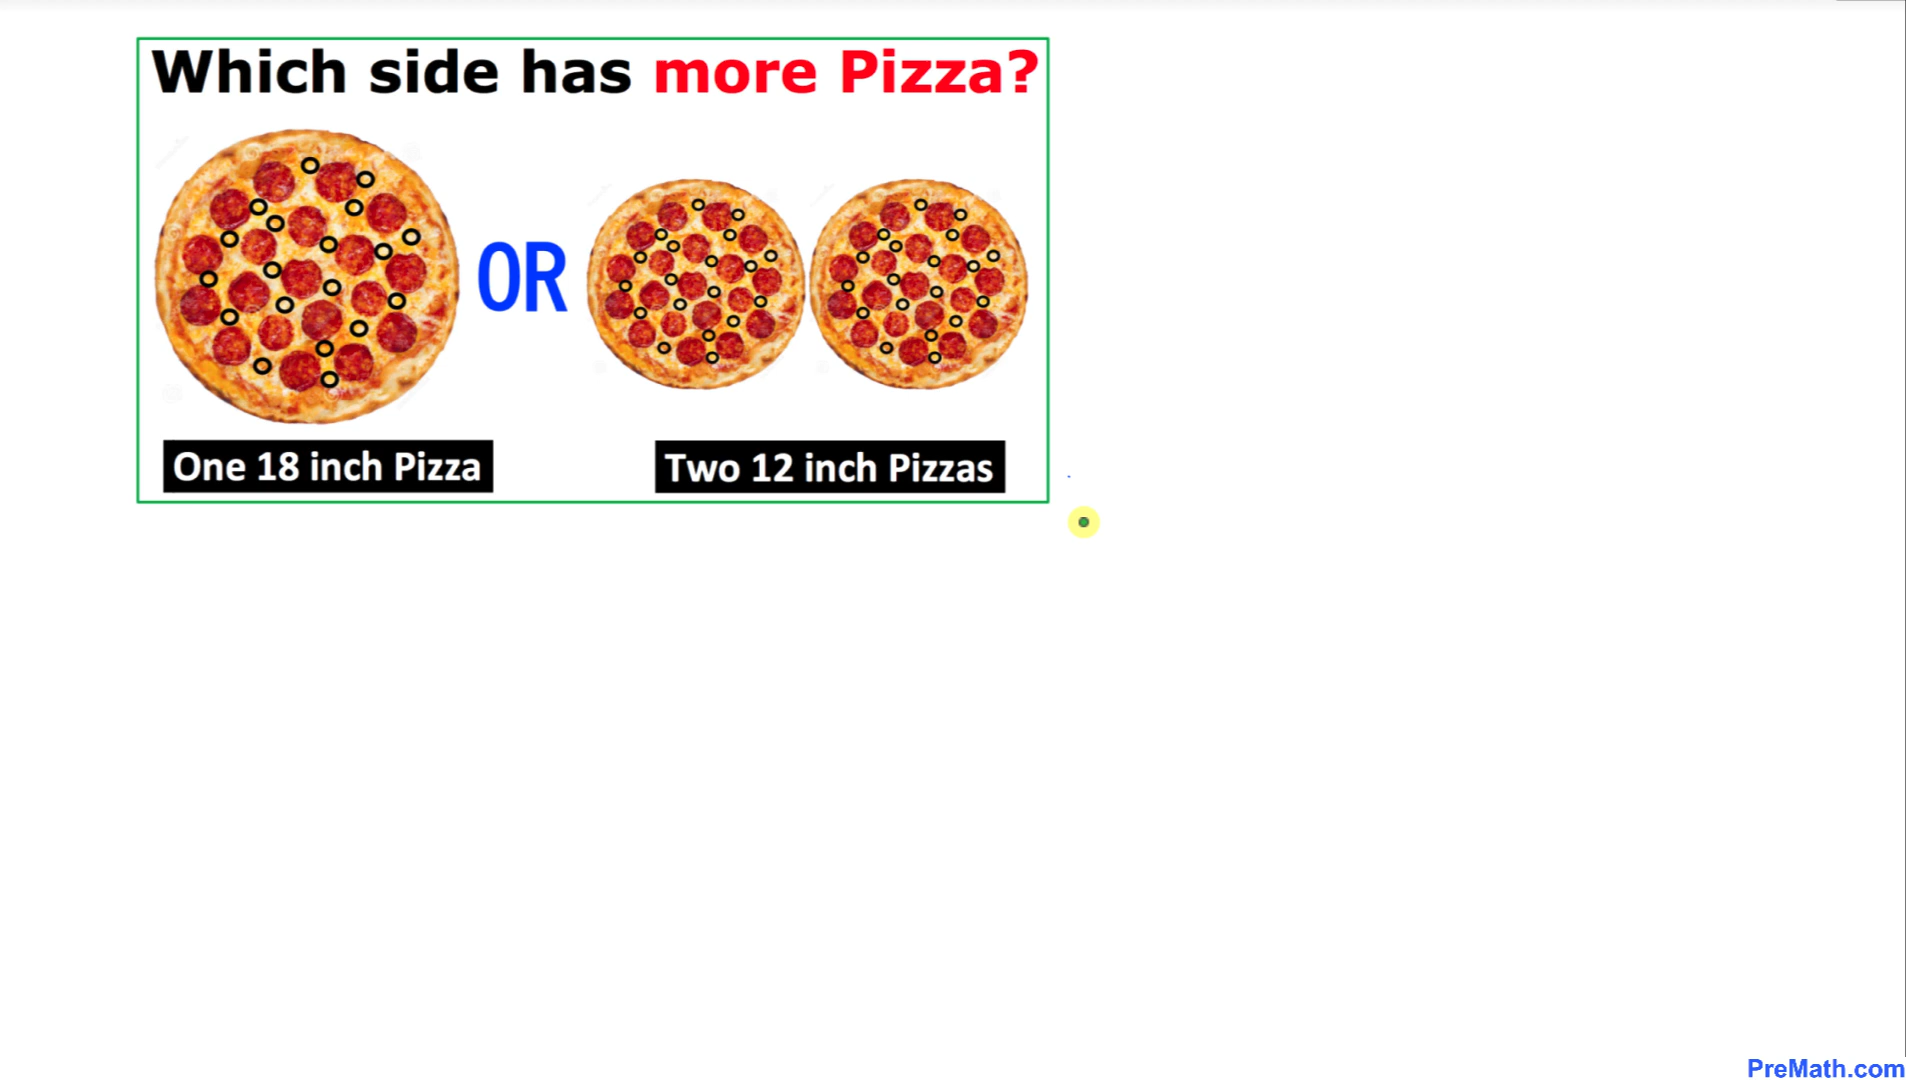 Which side has more Pizza?
OR
One 18 inch Pizza
Two 12 inch Pizzas
PreMath.com